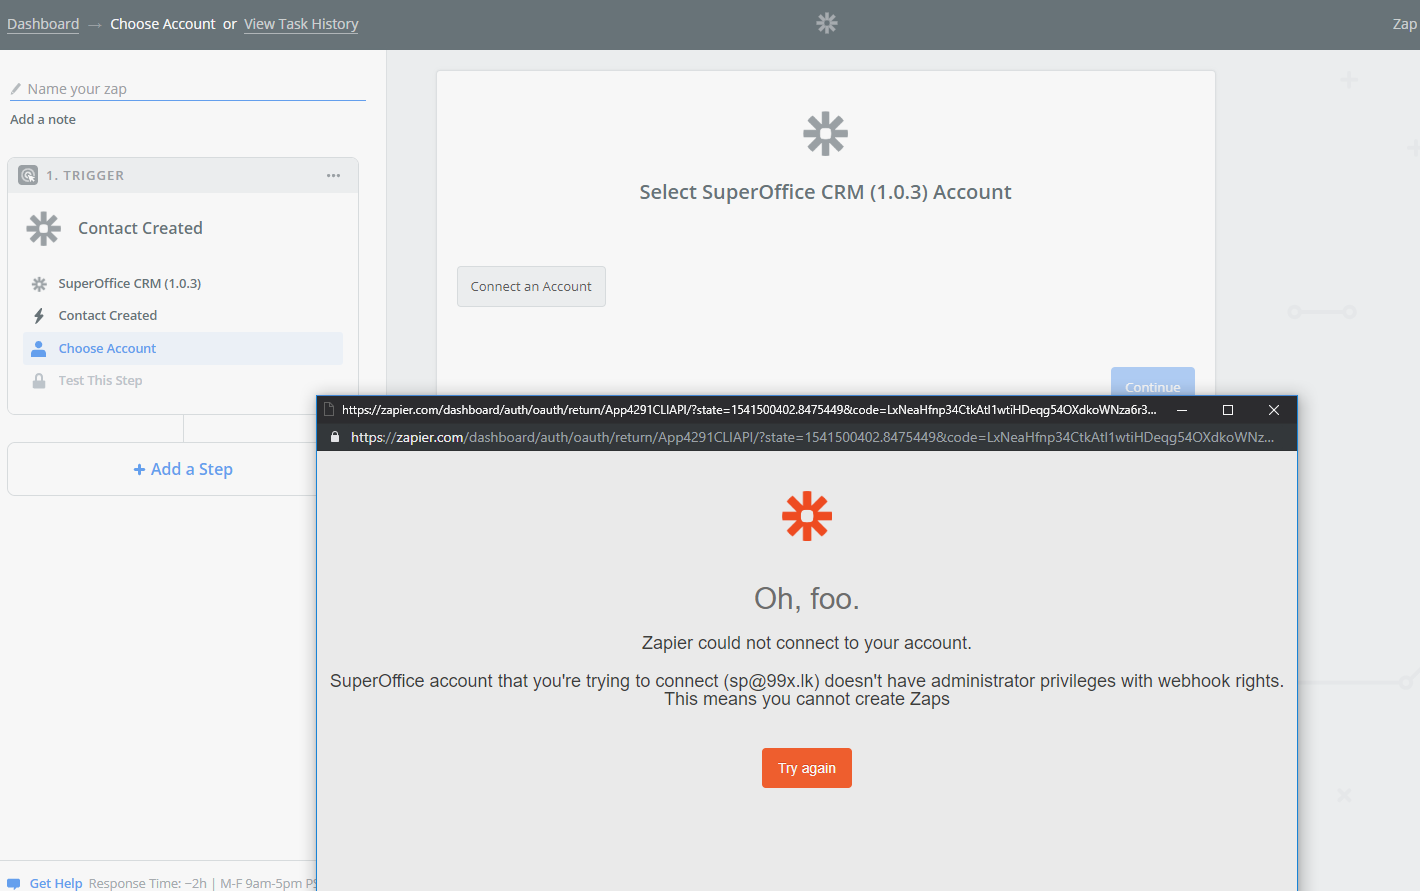 Dashboard → Choose Account or View Task History
Zap
Name your zap
Add a note
1. TRIGGER
Contact Created
SuperOffice CRM (1.0.3)
Contact Created
Choose Account
Test This Step
+ Add a Step
Get Help Response Time: ~2h | M-F 9am-5pm PS
Select SuperOffice CRM (1.0.3) Account
Connect an Account
Continue
https://zapier.com/dashboard/auth/oauth/return/App4291CLIAPI/?state=1541500402.8475449&code=LxNeaHfnp34CtkAtI1wtiHDeqg54OXdkoWNza6r3...
https://zapier.com/dashboard/auth/oauth/return/App4291CLIAPI/?state=1541500402.8475449&code=LxNeaHfnp34CtkAtI1wtiHDeqg54OXdkoWNz...
Oh, foo.
Zapier could not connect to your account.
SuperOffice account that you're trying to connect (sp@99x.lk) doesn't have administrator privileges with webhook rights.
This means you cannot create Zaps
Try again